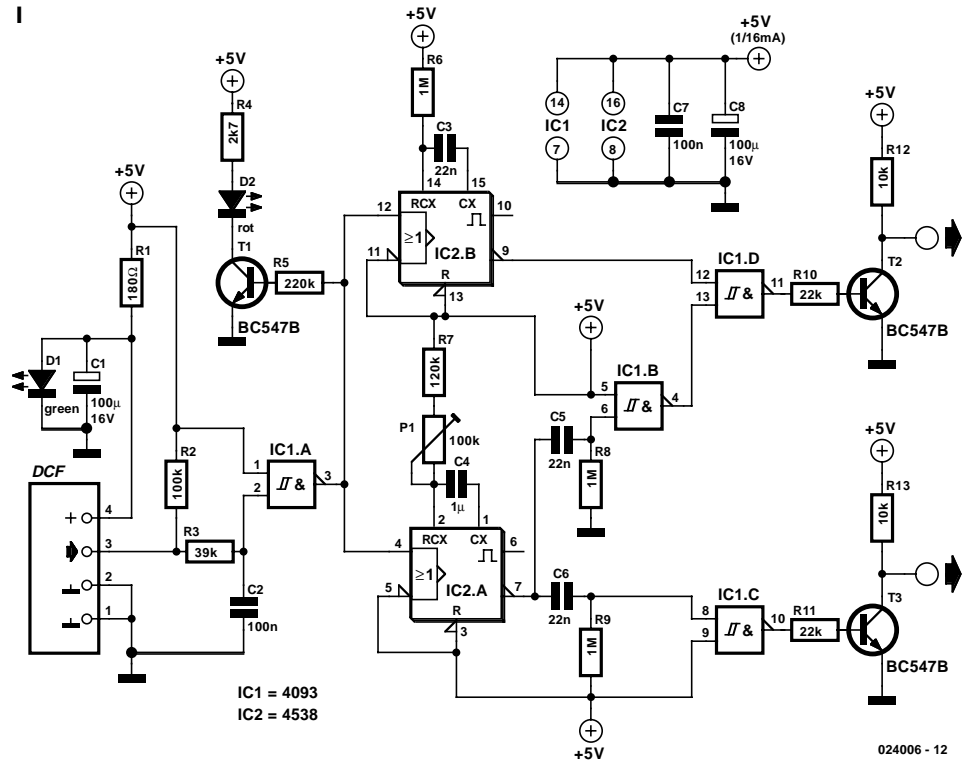 I
+5V
R4
2k7
D2
rot
T1
BC547B
R5
220k
+5V
R1
180Ω
D1
green
C1
100µ
16V
DCF
+ 4
3
2
1
R2
100k
R3
39k
C2
100n
IC1.A
1
2
&
3
+5V
R6
1M
C3
22n
14
15
RCX
CX
12
≥1
11
IC2.B
R
13
10
9
R7
120k
P1
100k
C4
1µ
2
1
RCX
CX
4
≥1
5
IC2.A
R
3
6
7
+5V
(1/16mA)
14
IC1
7
16
IC2
8
C7
100n
C8
100µ
16V
+5V
IC1.B
5
6
&
4
C5
22n
R8
1M
C6
22n
R9
1M
+5V
IC1.D
12
13
&
11
R10
22k
+5V
R12
10k
T2
BC547B
IC1.C
8
9
&
10
R11
22k
+5V
R13
10k
T3
BC547B
IC1 = 4093
IC2 = 4538
024006 - 12